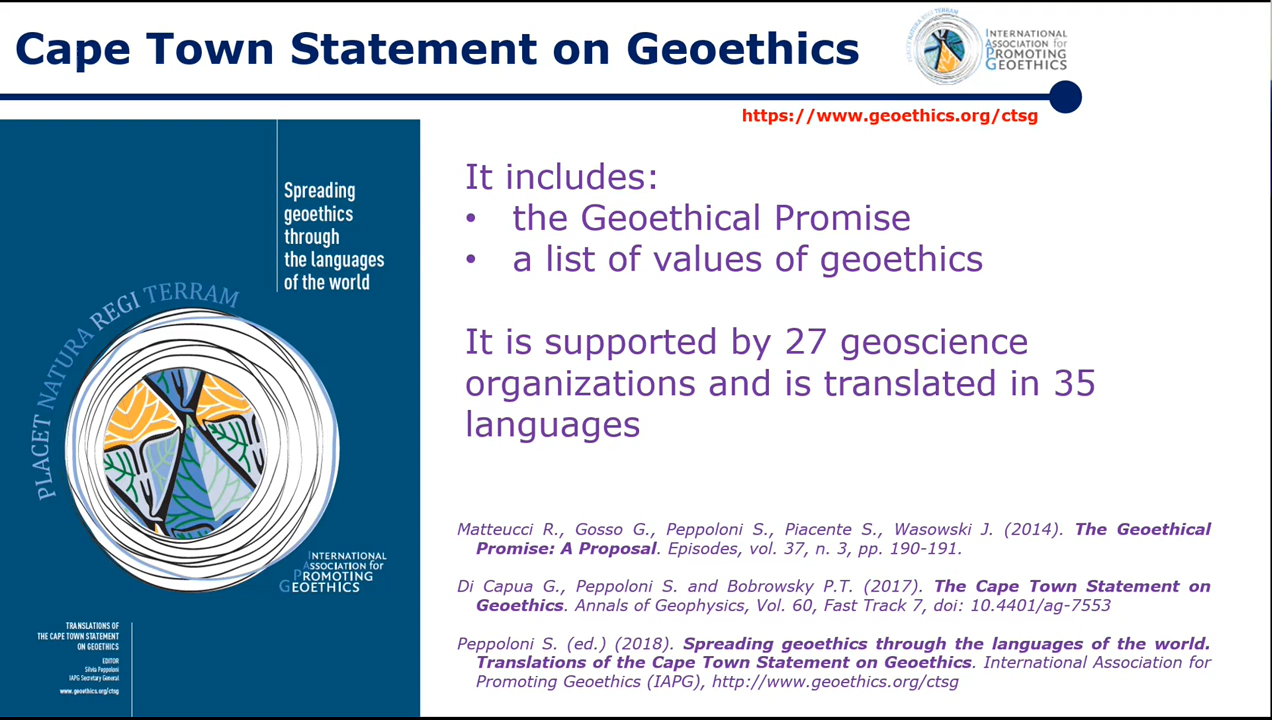 Cape Town Statement on Geoethics
PLACET NATURA REGI TERRAM
INTERNATIONAL
ASSOCIATION for
PROMOTING
GEOETHICS
https://www.geoethics.org/ctsg
Spreading
geoethics
through
the languages
of the world
PLACET NATURA REGI TERRAM
INTERNATIONAL
ASSOCIATION for
PROMOTING
GEOETHICS
TRANSLATIONS OF
THE CAPE TOWN STATEMENT
ON GEOETHICS
EDITOR
Silvia Peppoloni
IAPG Secretary General
www.geoethics.org/ctsg
It includes:
• the Geoethical Promise
• a list of values of geoethics
It is supported by 27 geoscience
organizations and is translated in 35
languages
Matteucci R., Gosso G., Peppoloni S., Piacente S., Wasowski J. (2014). The Geoethical
Promise: A Proposal. Episodes, vol. 37, n. 3, pp. 190-191.
Di Capua G., Peppoloni S. and Bobrowsky P.T. (2017). The Cape Town Statement on
Geoethics. Annals of Geophysics, Vol. 60, Fast Track 7, doi: 10.4401/ag-7553
Peppoloni S. (ed.) (2018). Spreading geoethics through the languages of the world.
Translations of the Cape Town Statement on Geoethics. International Association for
Promoting Geoethics (IAPG), http://www.geoethics.org/ctsg